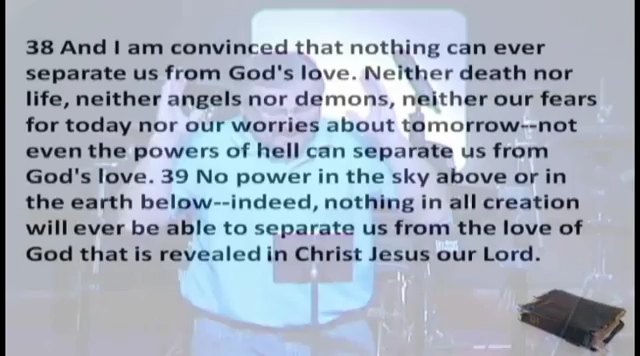 38 And I am convinced that nothing can ever
separate us from God's love. Neither death nor
life, neither angels nor demons, neither our fears
for today nor our worries about tomorrow--not
even the powers of hell can separate us from
God's love. 39 No power in the sky above or in
the earth below--indeed, nothing in all creation
will ever be able to separate us from the love of
God that is revealed in Christ Jesus our Lord.